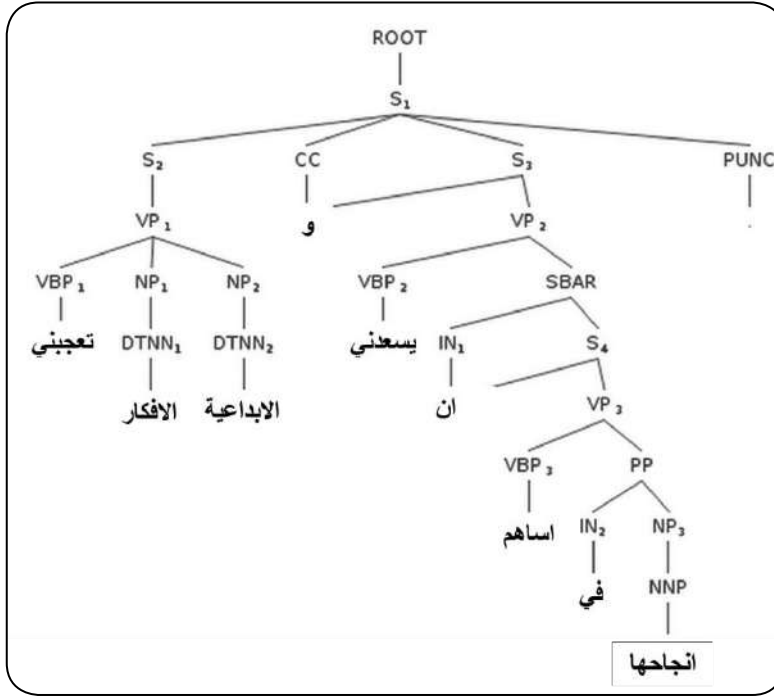 ROOT
S₁
S₂ CC S₃ PUNC
VP₁ و VP₂ .
VBP₁ NP₁ NP₂ VBP₂ SBAR
تعجبني DTNN₁ DTNN₂ يسعدني IN₁ S₄
الافكار الابداعية ان VP₃
VBP₃ PP
اساهم IN₂ NP₃
في NNP
انجاحها